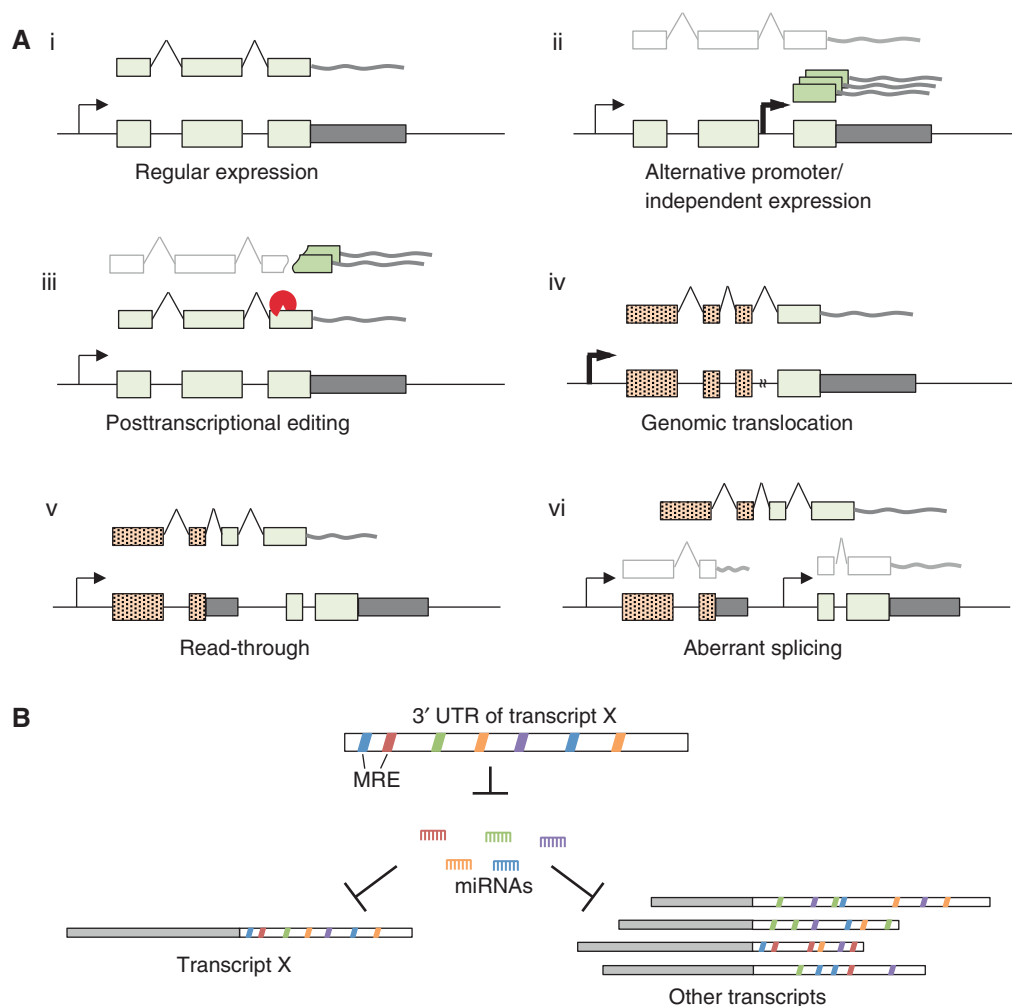 A
i
ii
Regular expression
Alternative promoter/
independent expression
iii
iv
Posttranscriptional editing
Genomic translocation
v
vi
Read-through
Aberrant splicing
B
3′ UTR of transcript X
MRE
miRNAs
Transcript X
Other transcripts